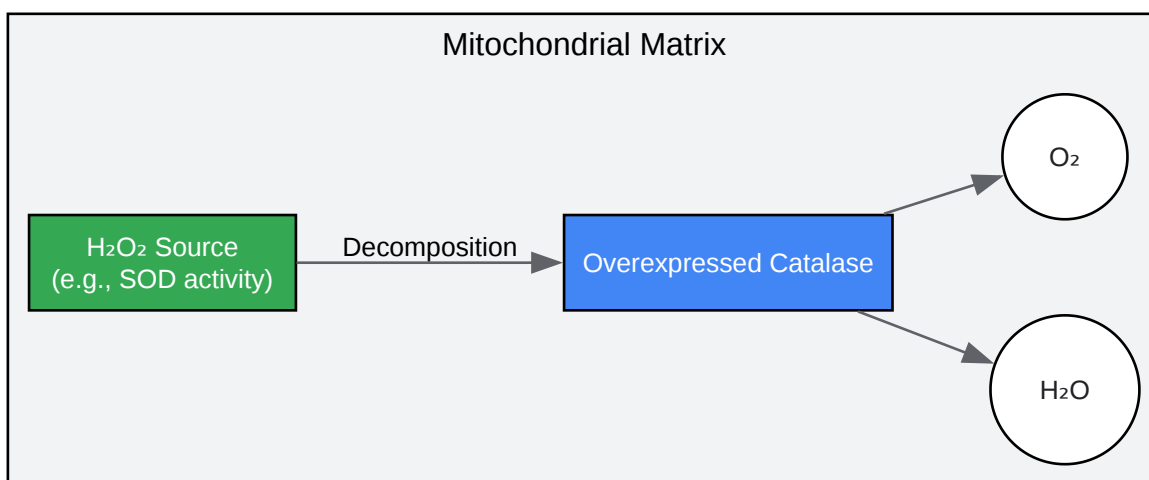 Mitochondrial Matrix
H₂O₂ Source
(e.g., SOD activity)
Decomposition
Overexpressed Catalase
O₂
H₂O